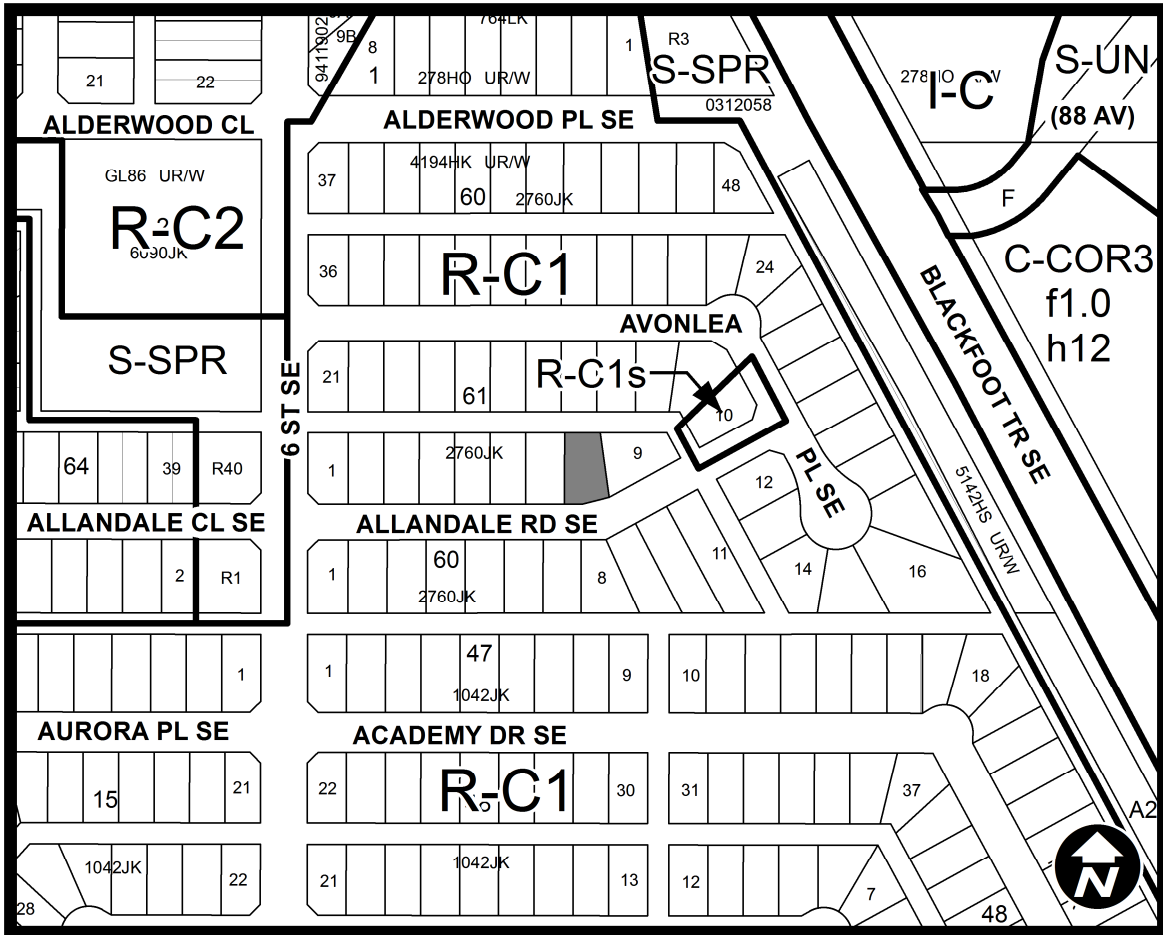 764LK
9411902
9B
8
1
R3
S-SPR
S-UN
21
22
1
278HO UR/W
278HO
I-C
(88 AV)
0312058
ALDERWOOD CL
ALDERWOOD PL SE
GL86 UR/W
4194HK UR/W
37
60
2760JK
48
F
R-C2
6090JK
C-COR3
f1.0
h12
36
R-C1
24
BLACKFOOT TR SE
AVONLEA
PL SE
S-SPR
6 ST SE
21
61
R-C1s
10
64
39
R40
1
2760JK
9
12
5142HS UR/W
ALLANDALE CL SE
ALLANDALE RD SE
2
R1
1
60
2760JK
8
11
14
16
1
1
47
1042JK
9
10
18
AURORA PL SE
ACADEMY DR SE
15
21
22
R-C1
30
31
37
A2
N
1042JK
22
21
1042JK
13
12
7
28
48